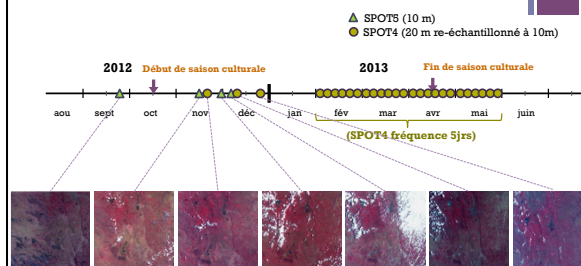 SPOT5 (10 m)
SPOT4 (20 m re-échantillonné à 10m)
2012 Début de saison culturale 2013 Fin de saison culturale
aou sept oct nov déc jan fév mar avr mai juin
(SPOT4 fréquence 5jrs)